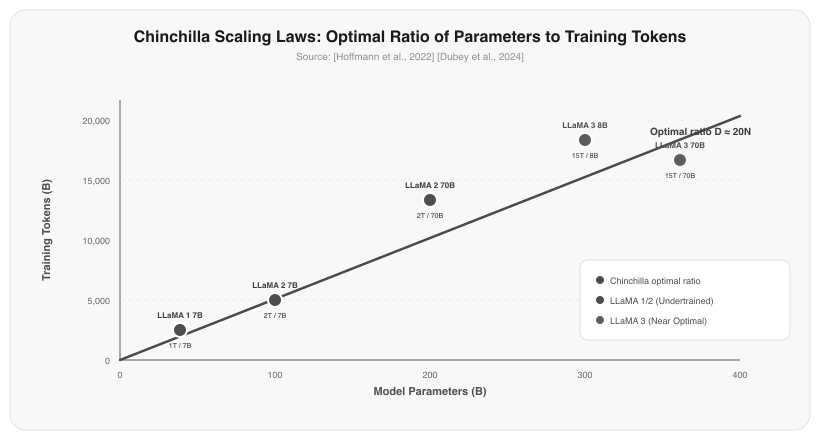 Chinchilla Scaling Laws: Optimal Ratio of Parameters to Training Tokens
Source: [Hoffmann et al., 2022] [Dubey et al., 2024]
Training Tokens (B)
20,000
15,000
10,000
5,000
0
0
100
200
300
400
Model Parameters (B)
LLaMA 1 7B
1T / 7B
LLaMA 2 7B
2T / 7B
LLaMA 2 70B
2T / 70B
LLaMA 3 8B
15T / 8B
Optimal ratio D ≈ 20N
LLaMA 3 70B
15T / 70B
Chinchilla optimal ratio
LLaMA 1/2 (Undertrained)
LLaMA 3 (Near Optimal)